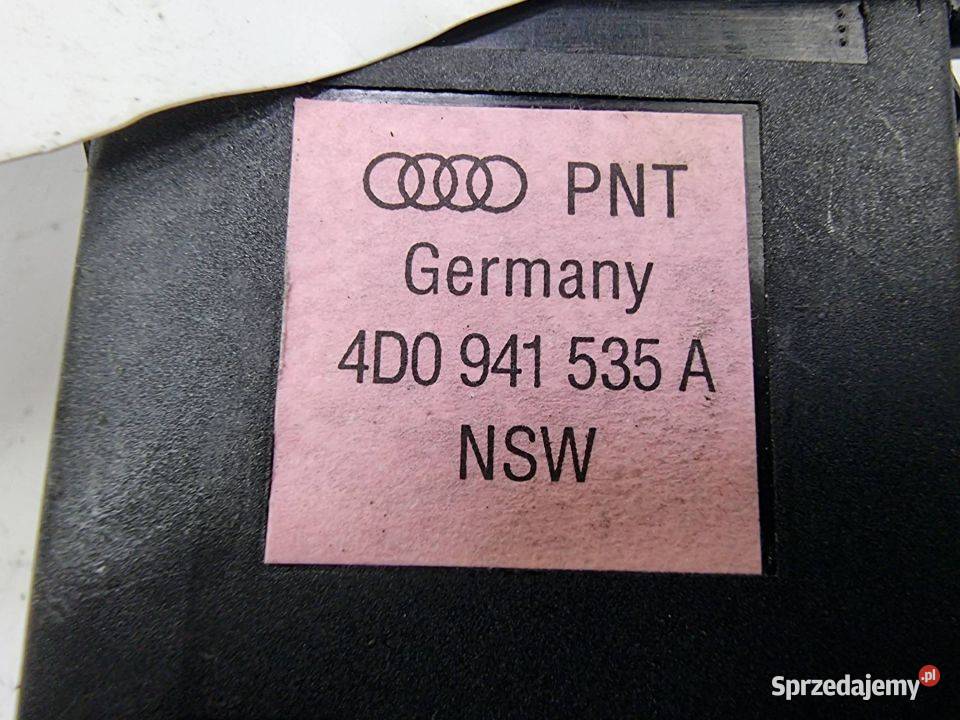 PNT
Germany
4D0 941 535 A
NSW
Sprzedajemy.pl